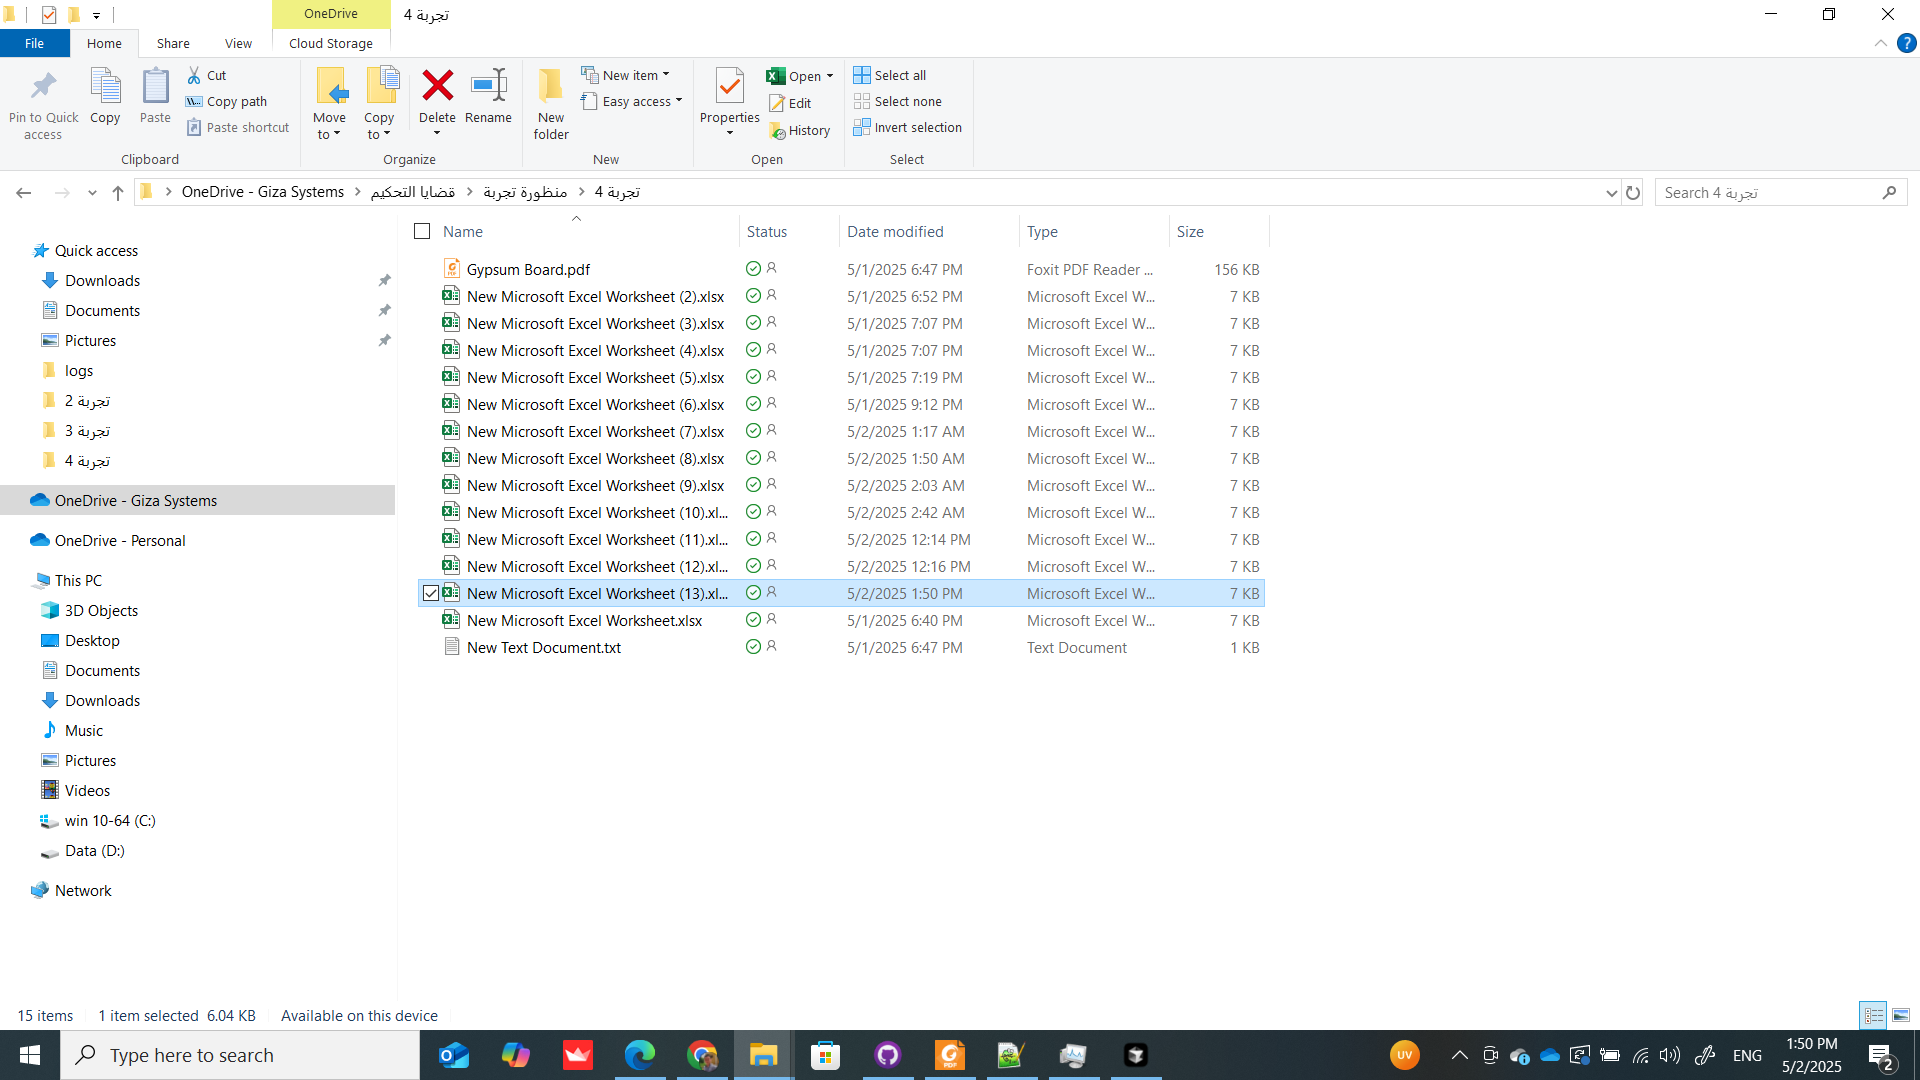 OneDrive
تجربة 4
File
Home
Share
View
Cloud Storage
?
Pin to Quick access
Copy
Paste
Cut
Copy path
Paste shortcut
Clipboard
Move to
Copy to
Delete
Rename
Organize
New folder
New item
Easy access
New
Properties
Open
Edit
History
Open
Select all
Select none
Invert selection
Select
OneDrive - Giza Systems
قضايا التحكيم
منظورة تجربة
تجربة 4
Search تجربة 4
Name Status Date modified Type Size
Quick access
Downloads
Documents
Pictures
logs
تجربة 2
تجربة 3
تجربة 4
OneDrive - Giza Systems
OneDrive - Personal
This PC
3D Objects
Desktop
Documents
Downloads
Music
Pictures
Videos
win 10-64 (C:)
Data (D:)
Network
Gypsum Board.pdf 5/1/2025 6:47 PM Foxit PDF Reader ... 156 KB
New Microsoft Excel Worksheet (2).xlsx 5/1/2025 6:52 PM Microsoft Excel W... 7 KB
New Microsoft Excel Worksheet (3).xlsx 5/1/2025 7:07 PM Microsoft Excel W... 7 KB
New Microsoft Excel Worksheet (4).xlsx 5/1/2025 7:07 PM Microsoft Excel W... 7 KB
New Microsoft Excel Worksheet (5).xlsx 5/1/2025 7:19 PM Microsoft Excel W... 7 KB
New Microsoft Excel Worksheet (6).xlsx 5/1/2025 9:12 PM Microsoft Excel W... 7 KB
New Microsoft Excel Worksheet (7).xlsx 5/2/2025 1:17 AM Microsoft Excel W... 7 KB
New Microsoft Excel Worksheet (8).xlsx 5/2/2025 1:50 AM Microsoft Excel W... 7 KB
New Microsoft Excel Worksheet (9).xlsx 5/2/2025 2:03 AM Microsoft Excel W... 7 KB
New Microsoft Excel Worksheet (10).xl... 5/2/2025 2:42 AM Microsoft Excel W... 7 KB
New Microsoft Excel Worksheet (11).xl... 5/2/2025 12:14 PM Microsoft Excel W... 7 KB
New Microsoft Excel Worksheet (12).xl... 5/2/2025 12:16 PM Microsoft Excel W... 7 KB
New Microsoft Excel Worksheet (13).xl... 5/2/2025 1:50 PM Microsoft Excel W... 7 KB
New Microsoft Excel Worksheet.xlsx 5/1/2025 6:40 PM Microsoft Excel W... 7 KB
New Text Document.txt 5/1/2025 6:47 PM Text Document 1 KB
15 items 1 item selected 6.04 KB Available on this device
Type here to search
PDF
UV
ENG
1:50 PM
5/2/2025
2